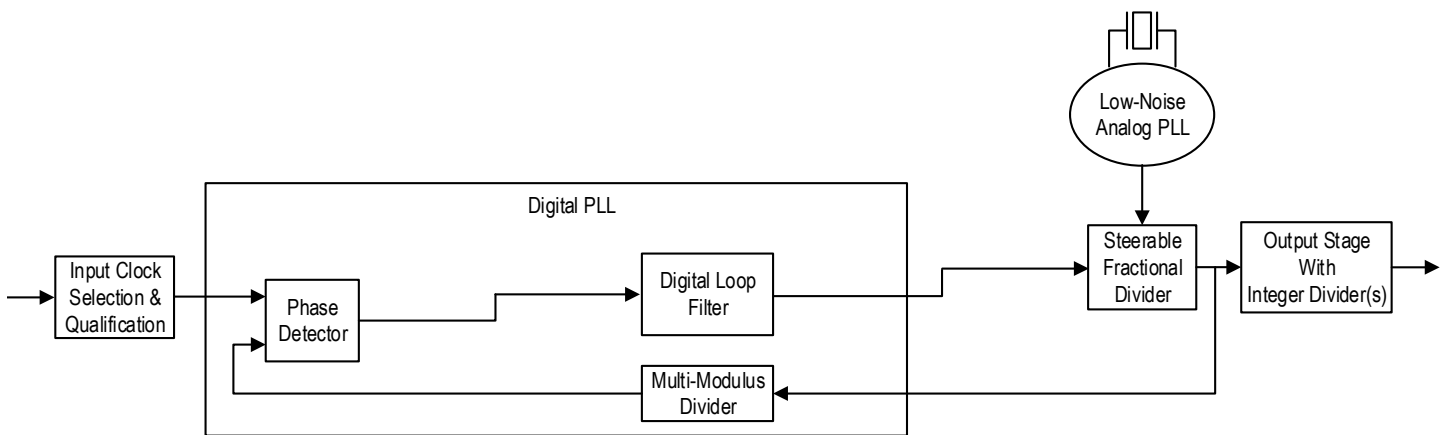 Low-Noise
Analog PLL
Digital PLL
Input Clock
Selection &
Qualification
Phase
Detector
Digital Loop
Filter
Multi-Modulus
Divider
Steerable
Fractional
Divider
Output Stage
With
Integer Divider(s)